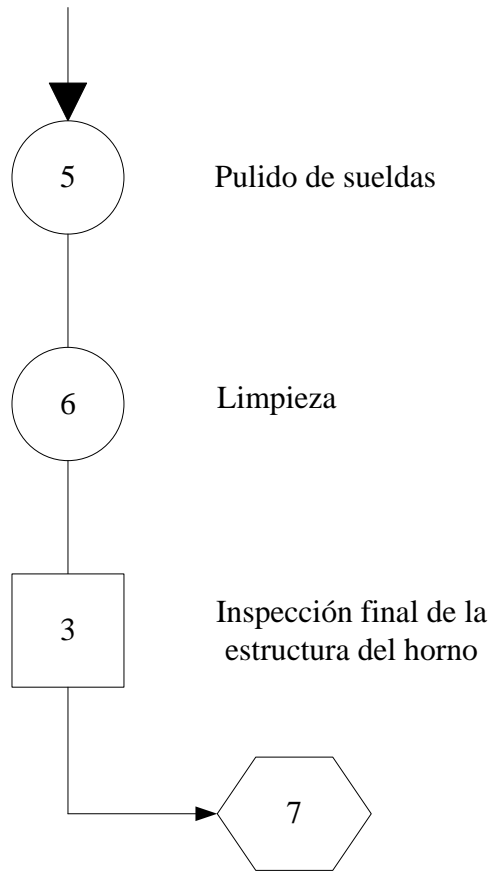 5
Pulido de sueldas
6
Limpieza
3
Inspección final de la
estructura del horno
7